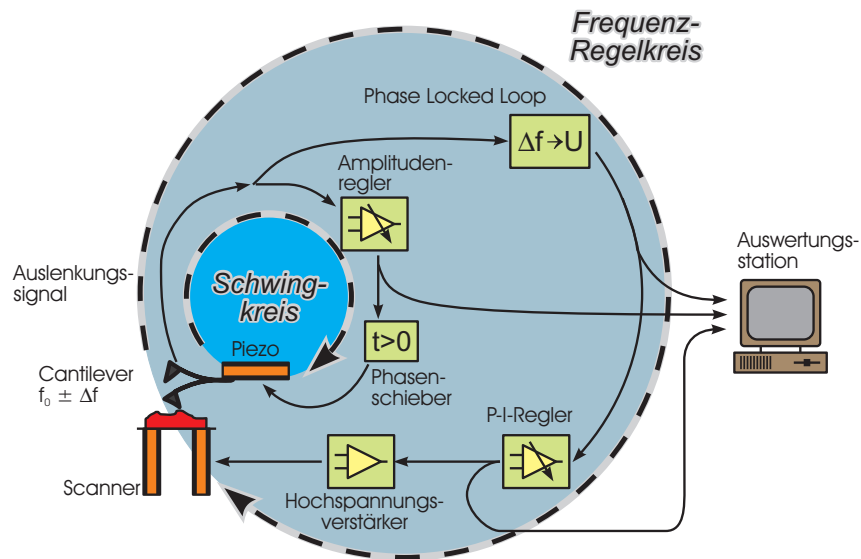 Frequenz-
Regelkreis
Phase Locked Loop
Δf→U
Amplituden-
regler
Auswertungs-
station
Auslenkungs-
signal
Schwing-
kreis
Piezo
t>0
Phasen-
schieber
Cantilever
f₀ ± Δf
P-I-Regler
Scanner
Hochspannungs-
verstärker